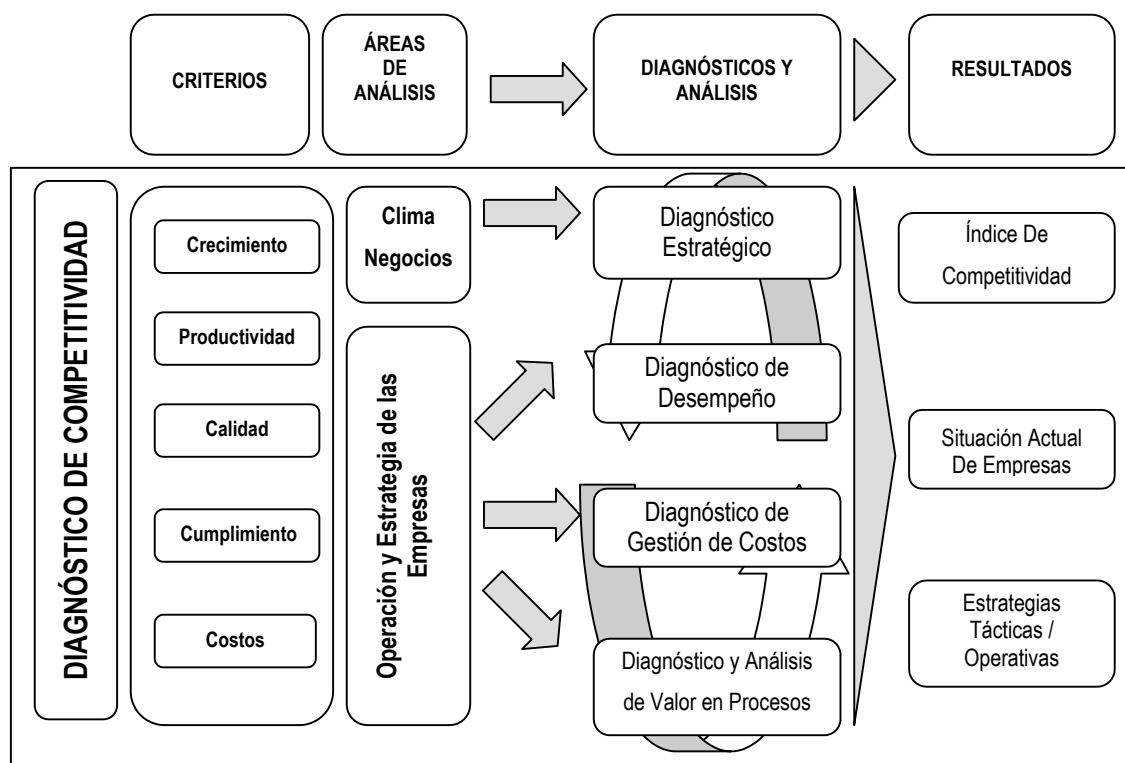 CRITERIOS
ÁREAS
DE
ANÁLISIS
DIAGNÓSTICOS Y
ANÁLISIS
RESULTADOS
DIAGNÓSTICO DE COMPETITIVIDAD
Crecimiento
Productividad
Calidad
Cumplimiento
Costos
Clima
Negocios
Operación y Estrategia de las
Empresas
Diagnóstico
Estratégico
Diagnóstico de
Desempeño
Diagnóstico de
Gestión de Costos
Diagnóstico y Análisis
de Valor en Procesos
Índice De
Competitividad
Situación Actual
De Empresas
Estrategias
Tácticas /
Operativas